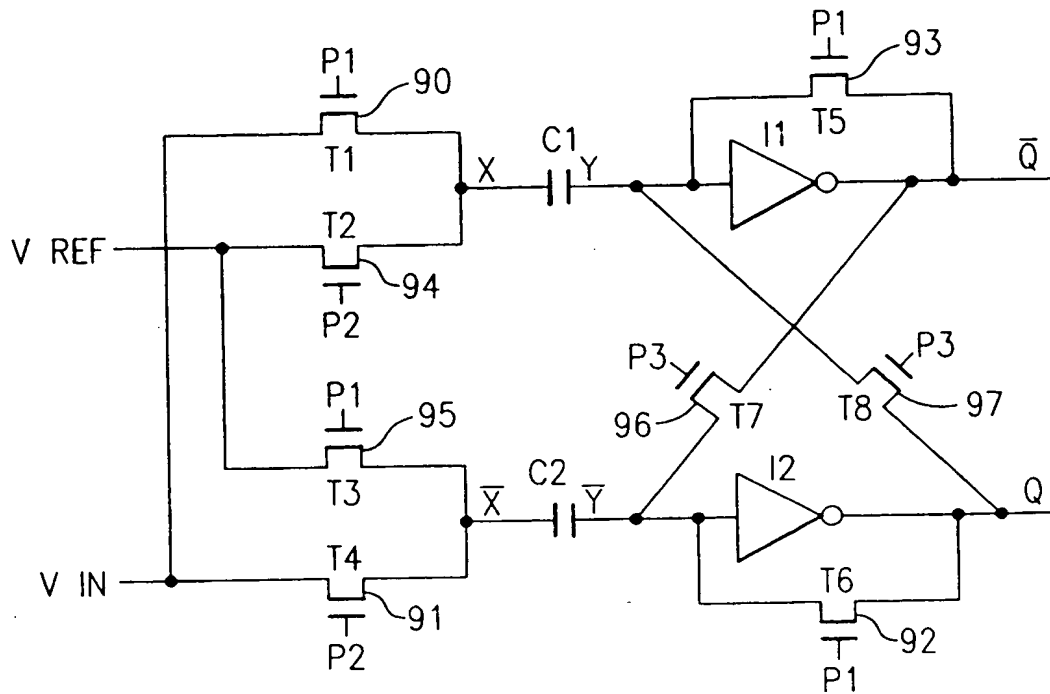 P1
93
P1
90
T5
I1
T1
C1
X
Y
Q̅
T2
V REF
94
P2
P3
P3
P1
95
96
T7
T8
97
T3
C2
I2
X̅
Y̅
Q
T4
V IN
T6
91
92
P2
P1